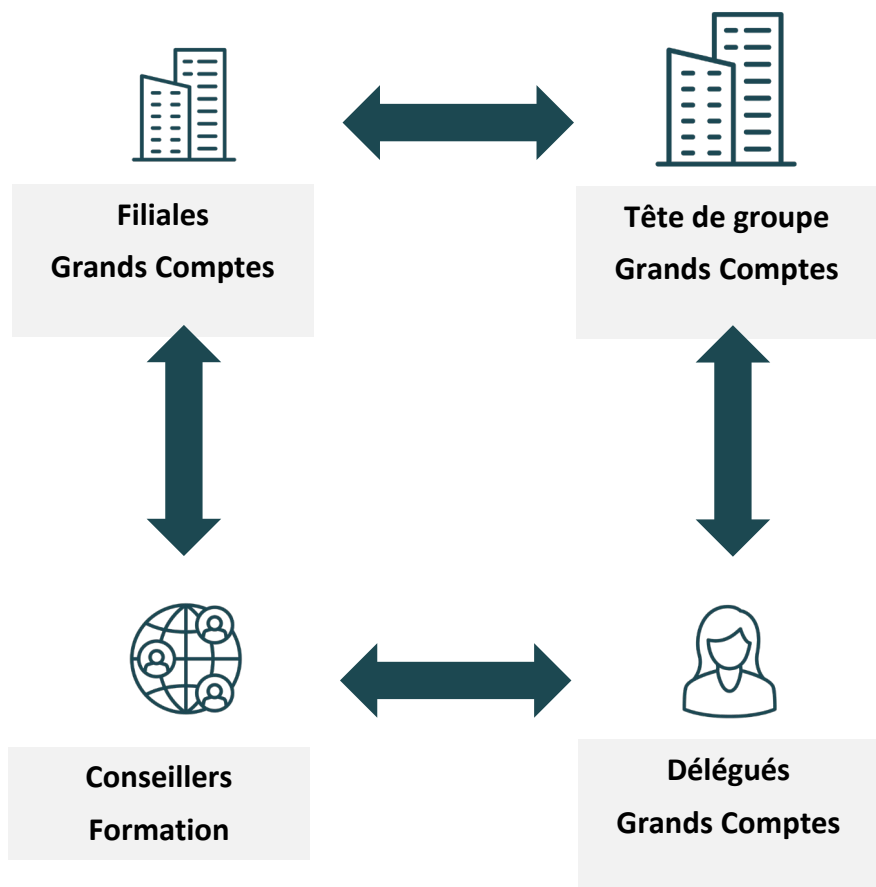 Filiales
Grands Comptes
Tête de groupe
Grands Comptes
Conseillers
Formation
Délégués
Grands Comptes